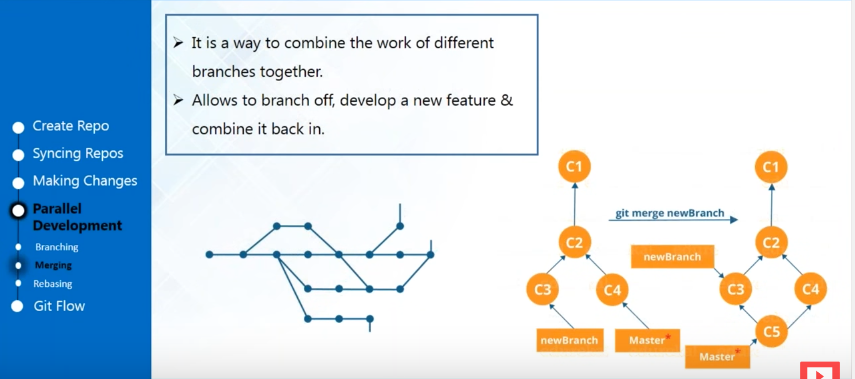 Create Repo
Syncing Repos
Making Changes
Parallel
Development
Branching
Merging
Rebasing
Git Flow
➢ It is a way to combine the work of different
branches together.
➢ Allows to branch off, develop a new feature &
combine it back in.
C1
C2
C3
C4
newBranch
Master*
git merge newBranch
C1
C2
newBranch
C3
C4
C5
Master*